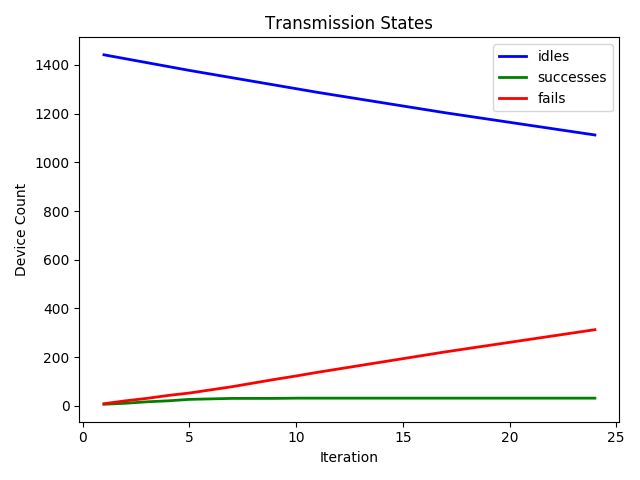 Transmission States
idles
successes
fails
Device Count
1400
1200
1000
800
600
400
200
0
0 5 10 15 20 25
Iteration